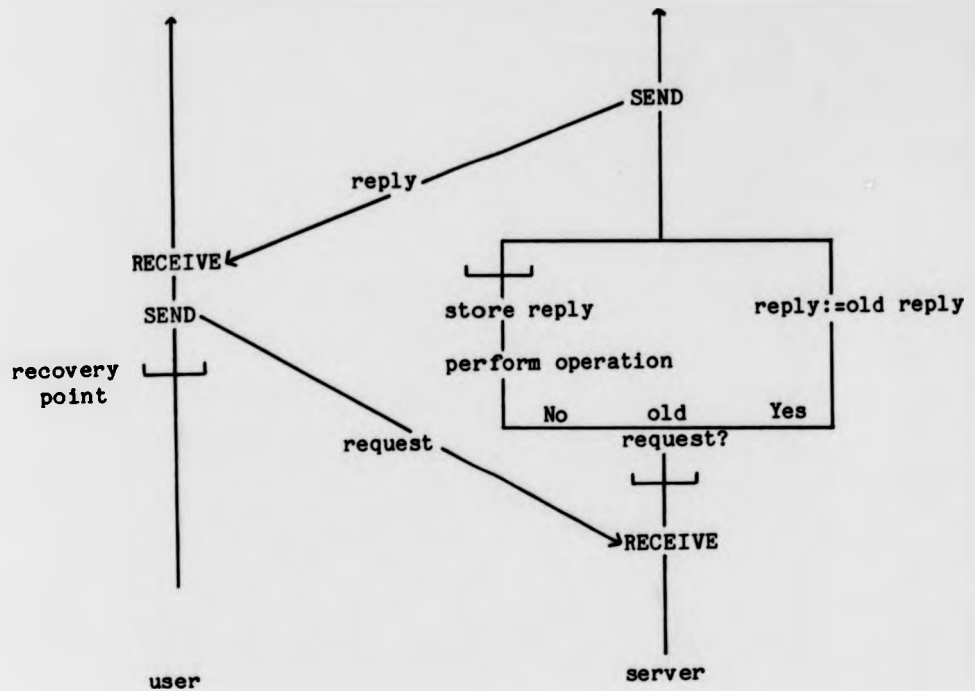 SEND
reply
RECEIVE
SEND
store reply
reply:=old reply
recovery
point
perform operation
No old Yes
request?
request
RECEIVE
user
server